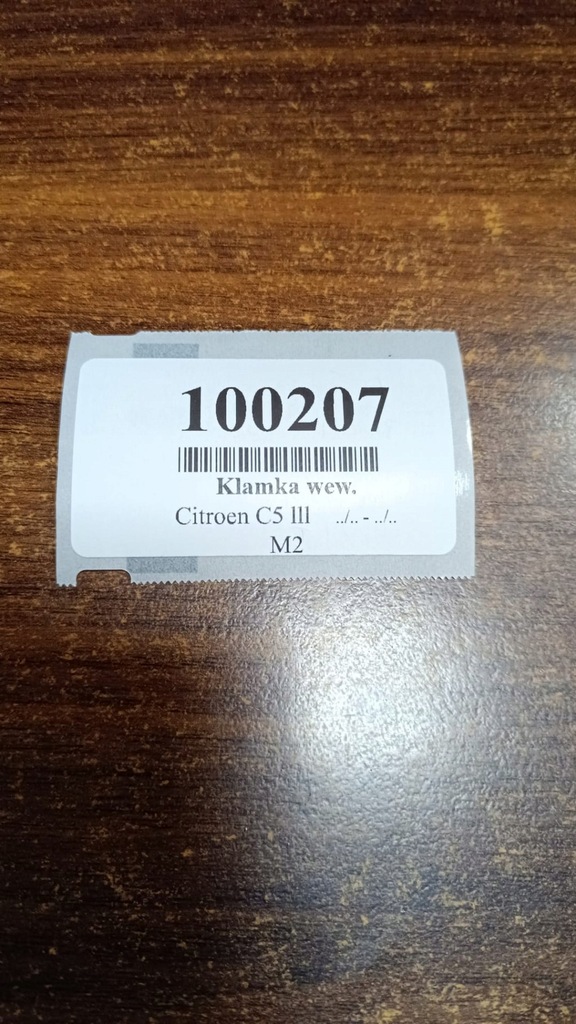 100207
Klamka wew.
Citroen C5 lll ../.. - ../..
M2